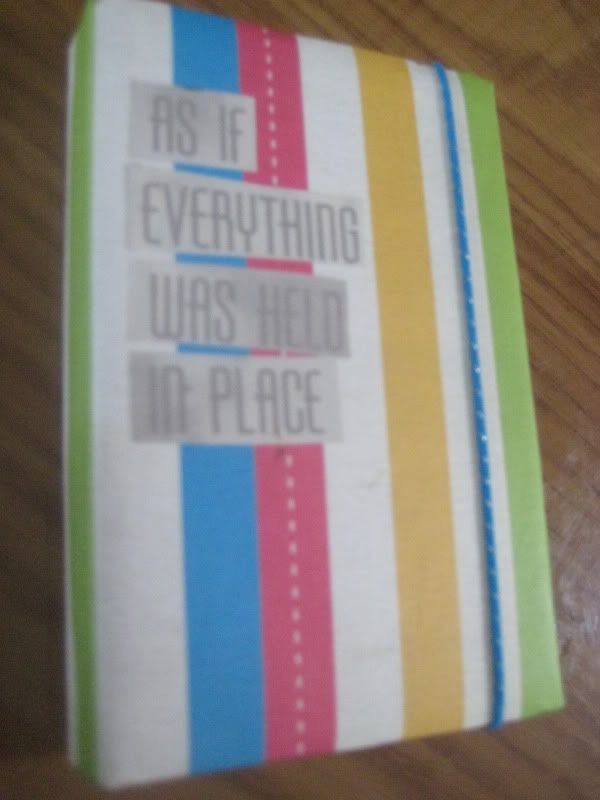 AS IF
EVERYTHING
WAS HELD
IN PLACE